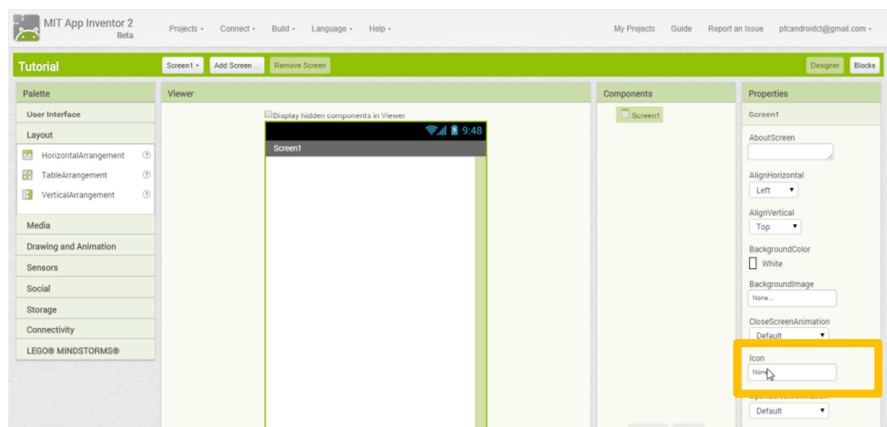 MIT App Inventor 2
Beta
Projects
Connect
Build
Language
Help
My Projects
Guide
Report an Issue
pfcandroidct@gmail.com
Tutorial
Screen1
Add Screen ...
Remove Screen
Designer
Blocks
Palette
User Interface
Layout
HorizontalArrangement
TableArrangement
VerticalArrangement
Media
Drawing and Animation
Sensors
Social
Storage
Connectivity
LEGO® MINDSTORMS®
Viewer
Display hidden components in Viewer
9:48
Screen1
Components
Screen1
Properties
Screen1
AboutScreen
AlignHorizontal
Left
AlignVertical
Top
BackgroundColor
White
BackgroundImage
None...
CloseScreenAnimation
Default
Icon
None
OpenScreenAnimation
Default